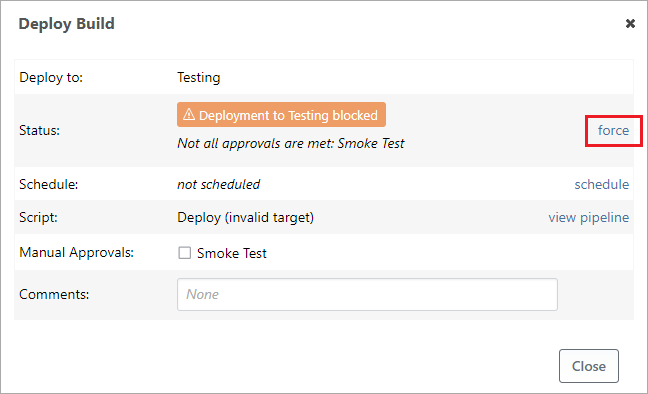 Deploy Build
Deploy to: Testing
Status: Deployment to Testing blocked
Not all approvals are met: Smoke Test
force
Schedule: not scheduled schedule
Script: Deploy (invalid target) view pipeline
Manual Approvals: Smoke Test
Comments: None
Close